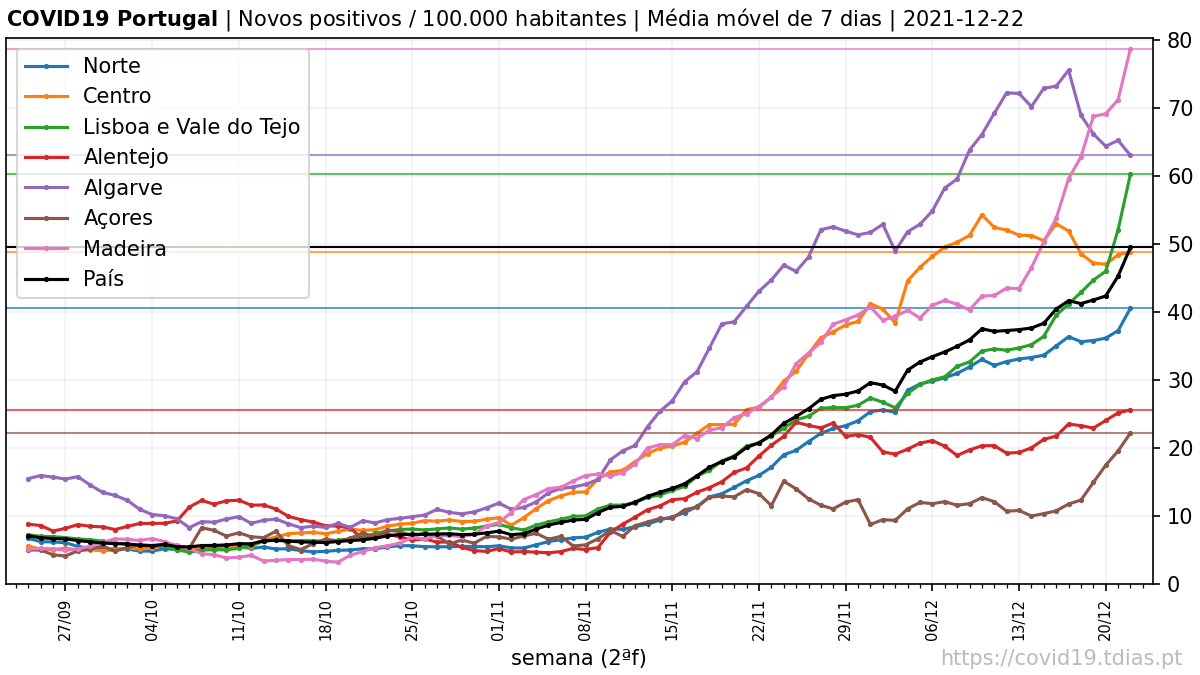 COVID19 Portugal | Novos positivos / 100.000 habitantes | Média móvel de 7 dias | 2021-12-22
Norte
Centro
Lisboa e Vale do Tejo
Alentejo
Algarve
Açores
Madeira
País
80
70
60
50
40
30
20
10
0
27/09
04/10
11/10
18/10
25/10
01/11
08/11
15/11
22/11
29/11
06/12
13/12
20/12
semana (2ªf)
https://covid19.tdias.pt